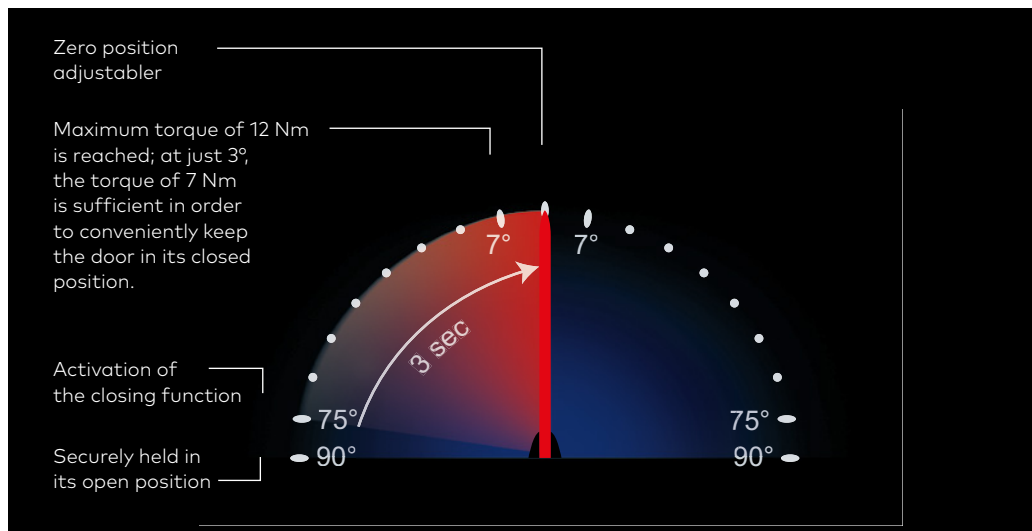 Zero position
adjustabler
Maximum torque of 12 Nm
is reached; at just 3°,
the torque of 7 Nm
is sufficient in order
to conveniently keep
the door in its closed
position.
7°
7°
3 sec
Activation of
the closing function
75°
75°
Securely held in
its open position
90°
90°